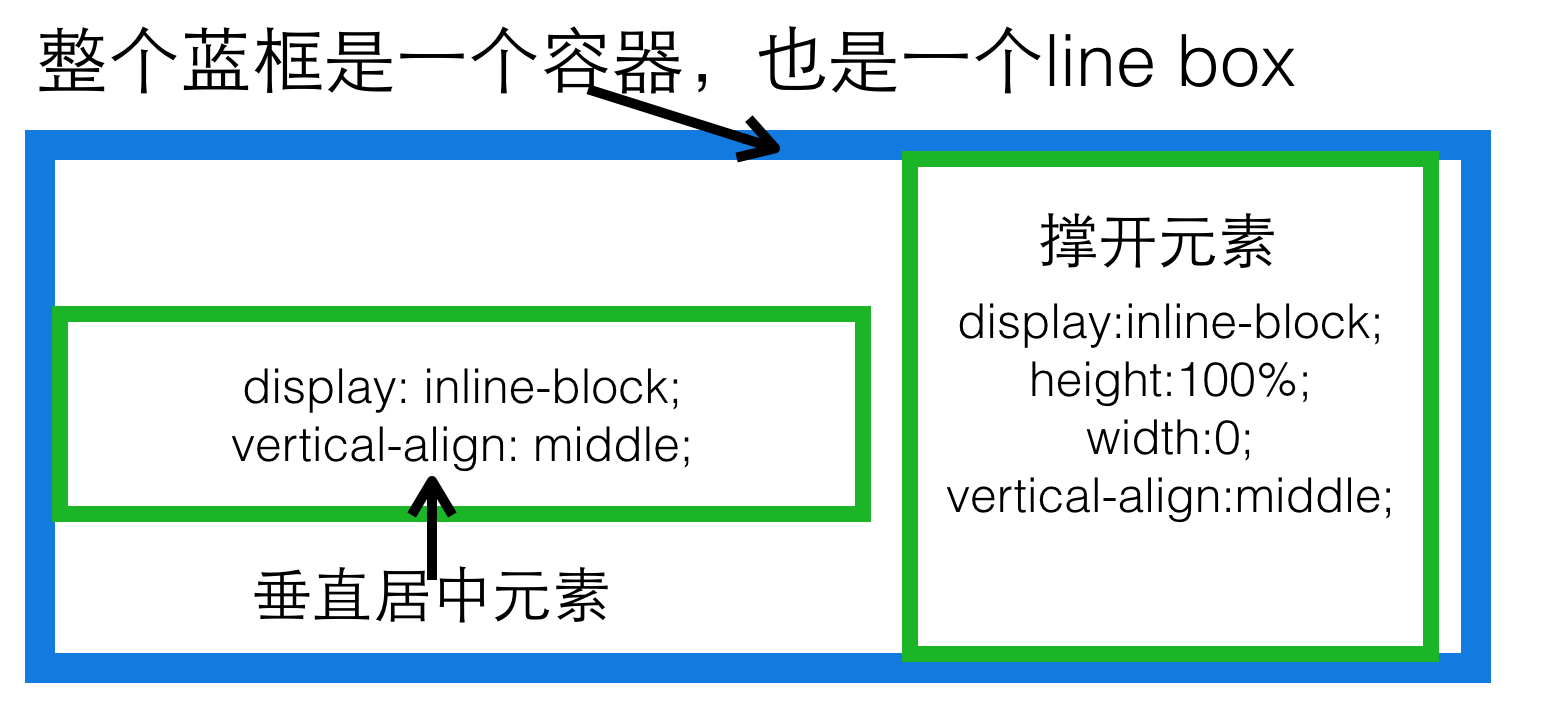 整个蓝框是一个容器，也是一个line box
撑开元素
display:inline-block;
height:100%;
width:0;
vertical-align:middle;
display: inline-block;
vertical-align: middle;
垂直居中元素